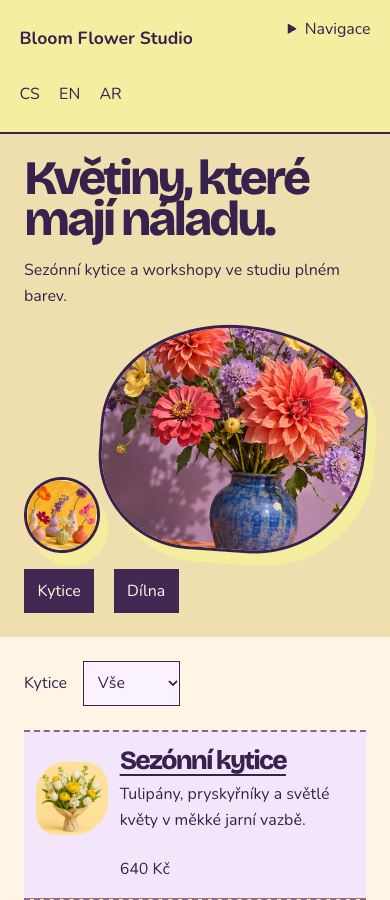 Bloom Flower Studio
▶ Navigace
CS EN AR
Květiny, které
mají náladu.
Sezónní kytice a workshopy ve studiu plném
barev.
Kytice
Dílna
Kytice
Vše
Sezónní kytice
Tulipány, pryskyřníky a světlé
květy v měkké jarní vazbě.
640 Kč